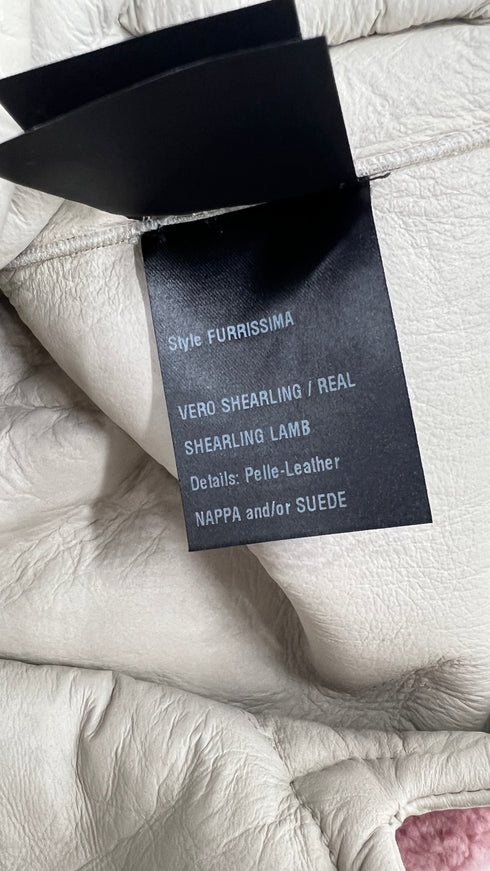 Style FURRISSIMA
VERO SHEARLING / REAL
SHEARLING LAMB
Details: Pelle-Leather
NAPPA and/or SUEDE